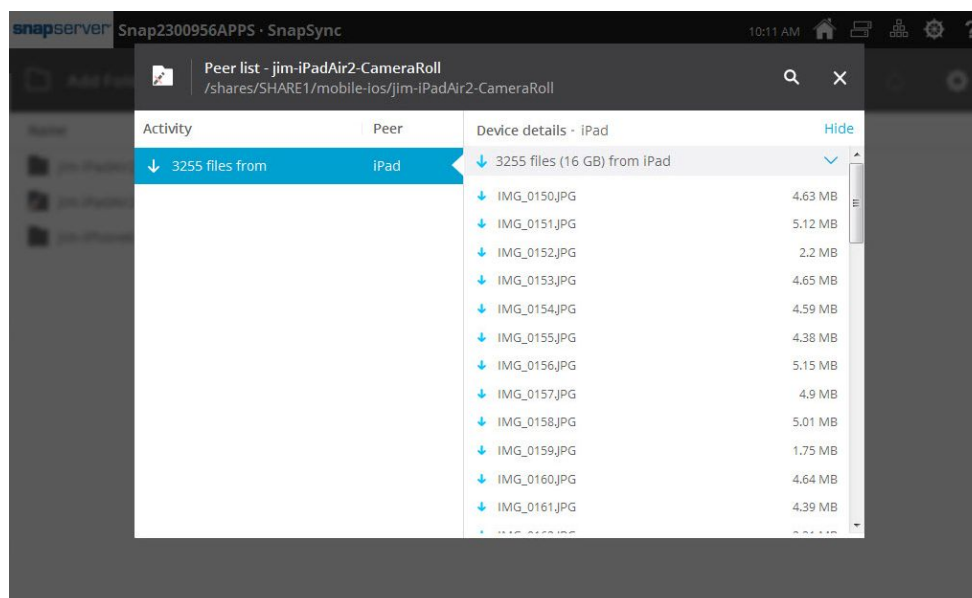 snapserver Snap2300956APPS · SnapSync 10:11 AM ?
Add
Peer list - jim-iPadAir2-CameraRoll
/shares/SHARE1/mobile-ios/jim-iPadAir2-CameraRoll
Name
Activity Peer Device details · iPad Hide
3255 files from iPad 3255 files (16 GB) from iPad
IMG_0150.JPG 4.63 MB
IMG_0151.JPG 5.12 MB
IMG_0152.JPG 2.2 MB
IMG_0153.JPG 4.65 MB
IMG_0154.JPG 4.59 MB
IMG_0155.JPG 4.38 MB
IMG_0156.JPG 5.15 MB
IMG_0157.JPG 4.9 MB
IMG_0158.JPG 5.01 MB
IMG_0159.JPG 1.75 MB
IMG_0160.JPG 4.64 MB
IMG_0161.JPG 4.39 MB